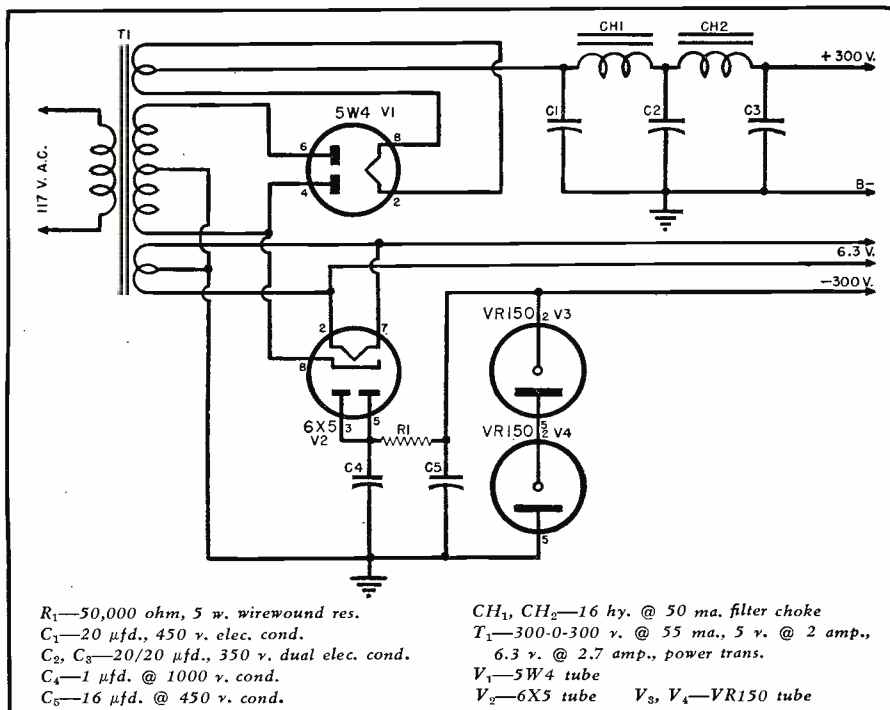 T1
CH1
CH2
+300 V.
5W4 V1
C1
C2
C3
6
8
4
2
117 V. A.C.
B−
6.3 V.
−300 V.
2
7
VR150 2 V3
8
6X5
V2
3
5
R1
5
VR150 2 V4
C4
C5
5
R₁—50,000 ohm, 5 w. wirewound res.
C₁—20 μfd., 450 v. elec. cond.
C₂, C₃—20/20 μfd., 350 v. dual elec. cond.
C₄—1 μfd. @ 1000 v. cond.
C₅—16 μfd. @ 450 v. cond.
CH₁, CH₂—16 hy. @ 50 ma. filter choke
T₁—300-0-300 v. @ 55 ma., 5 v. @ 2 amp.,
6.3 v. @ 2.7 amp., power trans.
V₁—5W4 tube
V₂—6X5 tube V₃, V₄—VR150 tube